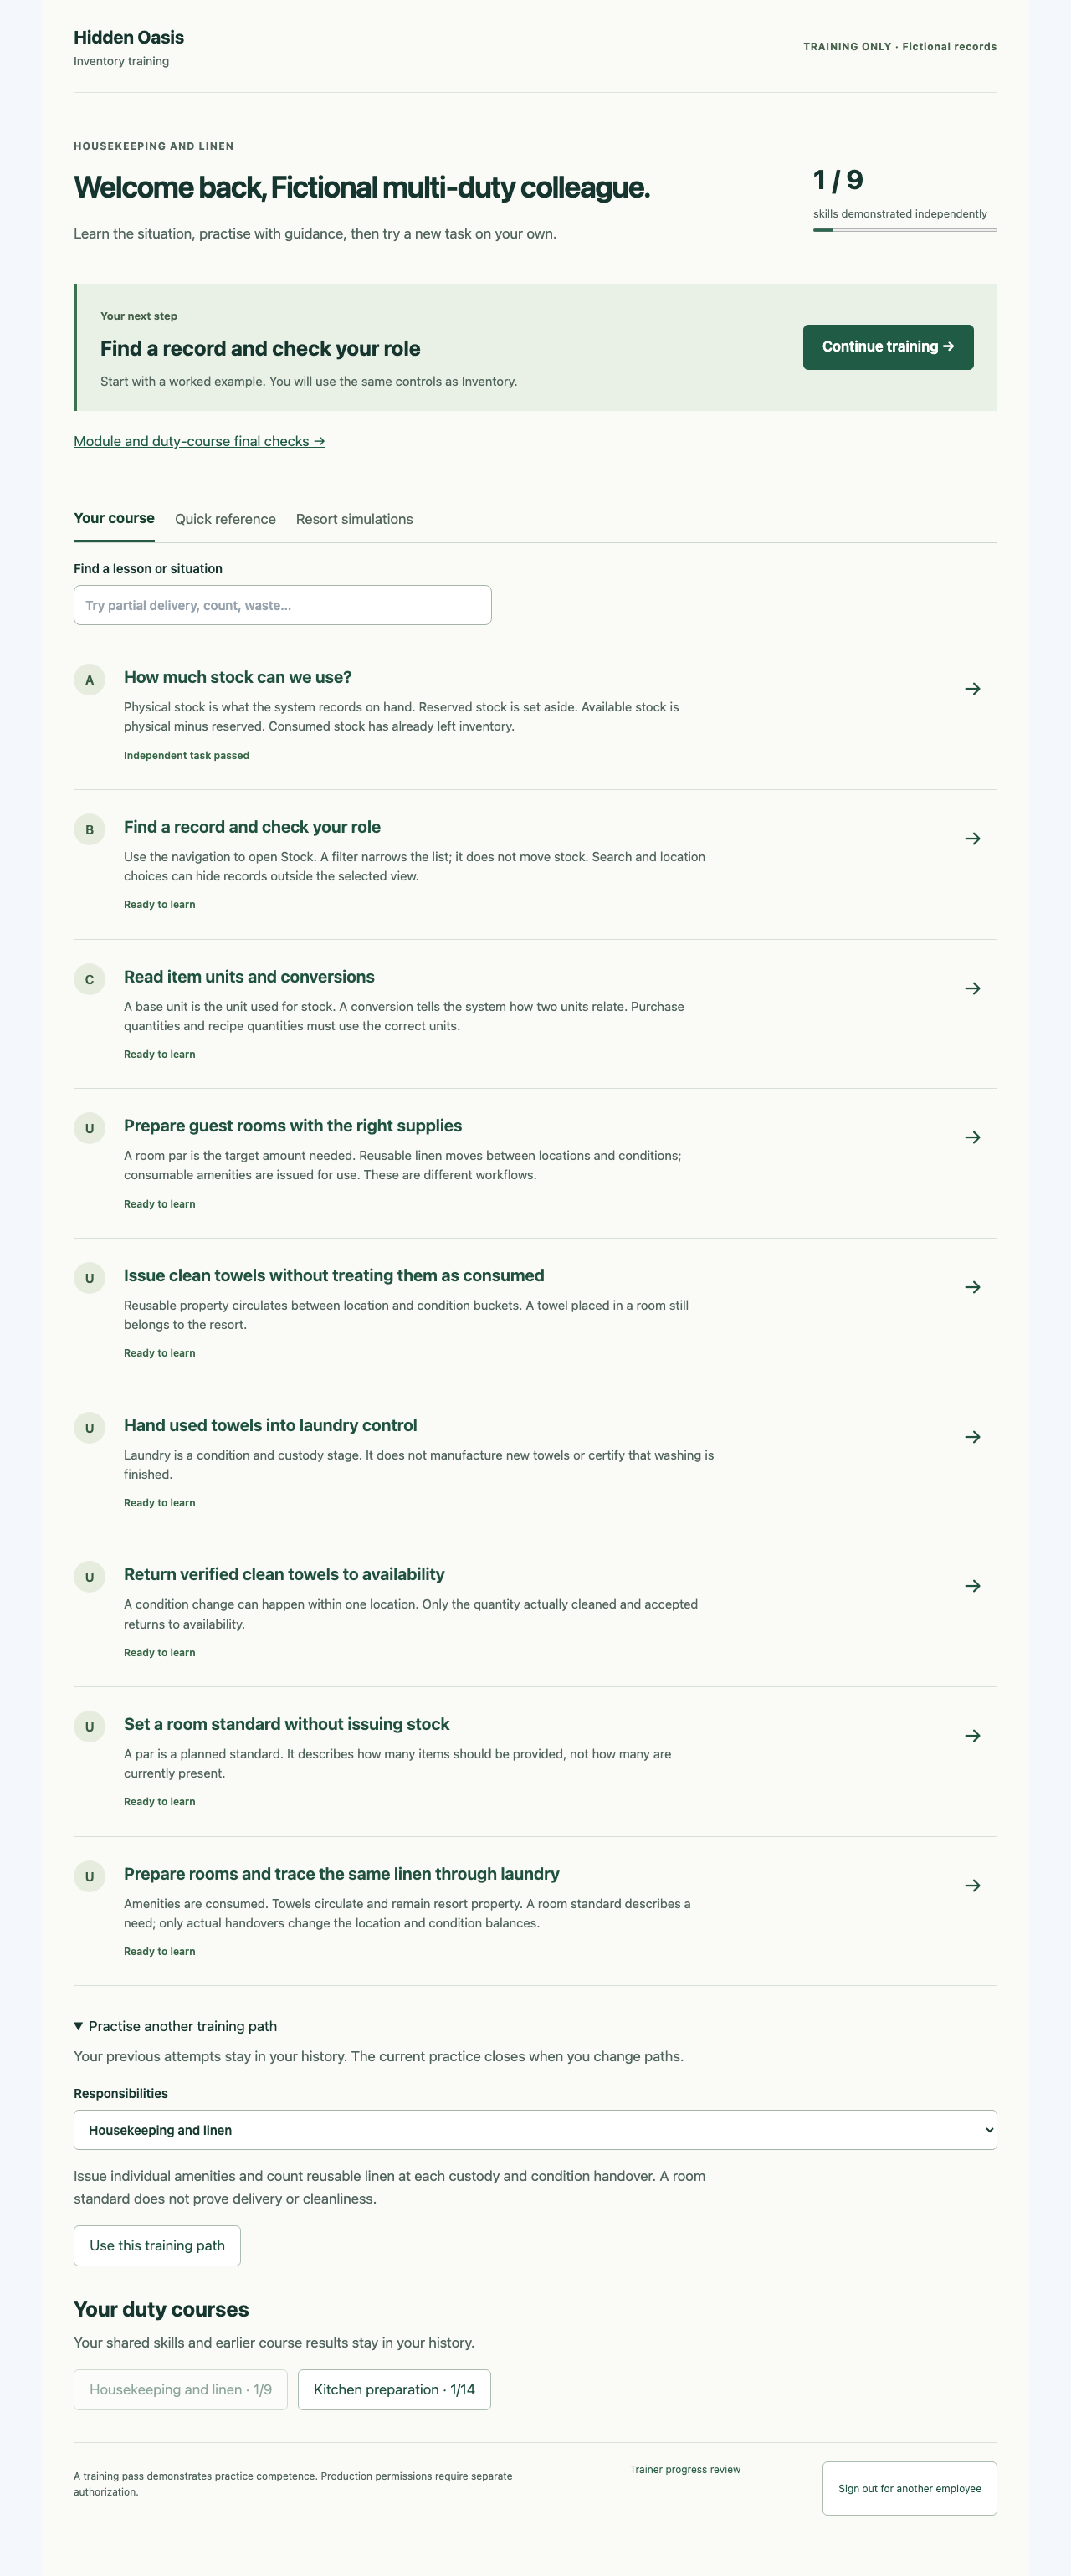 Hidden Oasis
Inventory training
TRAINING ONLY · Fictional records
HOUSEKEEPING AND LINEN
Welcome back, Fictional multi-duty colleague.
Learn the situation, practise with guidance, then try a new task on your own.
1 / 9
skills demonstrated independently
Your next step
Find a record and check your role
Start with a worked example. You will use the same controls as Inventory.
Continue training →
Module and duty-course final checks →
Your course
Quick reference
Resort simulations
Find a lesson or situation
Try partial delivery, count, waste...
A
How much stock can we use?
Physical stock is what the system records on hand. Reserved stock is set aside. Available stock is
physical minus reserved. Consumed stock has already left inventory.
Independent task passed
→
B
Find a record and check your role
Use the navigation to open Stock. A filter narrows the list; it does not move stock. Search and location
choices can hide records outside the selected view.
Ready to learn
→
C
Read item units and conversions
A base unit is the unit used for stock. A conversion tells the system how two units relate. Purchase
quantities and recipe quantities must use the correct units.
Ready to learn
→
U
Prepare guest rooms with the right supplies
A room par is the target amount needed. Reusable linen moves between locations and conditions;
consumable amenities are issued for use. These are different workflows.
Ready to learn
→
U
Issue clean towels without treating them as consumed
Reusable property circulates between location and condition buckets. A towel placed in a room still
belongs to the resort.
Ready to learn
→
U
Hand used towels into laundry control
Laundry is a condition and custody stage. It does not manufacture new towels or certify that washing is
finished.
Ready to learn
→
U
Return verified clean towels to availability
A condition change can happen within one location. Only the quantity actually cleaned and accepted
returns to availability.
Ready to learn
→
U
Set a room standard without issuing stock
A par is a planned standard. It describes how many items should be provided, not how many are
currently present.
Ready to learn
→
U
Prepare rooms and trace the same linen through laundry
Amenities are consumed. Towels circulate and remain resort property. A room standard describes a
need; only actual handovers change the location and condition balances.
Ready to learn
→
▼ Practise another training path
Your previous attempts stay in your history. The current practice closes when you change paths.
Responsibilities
Housekeeping and linen
Issue individual amenities and count reusable linen at each custody and condition handover. A room
standard does not prove delivery or cleanliness.
Use this training path
Your duty courses
Your shared skills and earlier course results stay in your history.
Housekeeping and linen · 1/9
Kitchen preparation · 1/14
A training pass demonstrates practice competence. Production permissions require separate
authorization.
Trainer progress review
Sign out for another employee